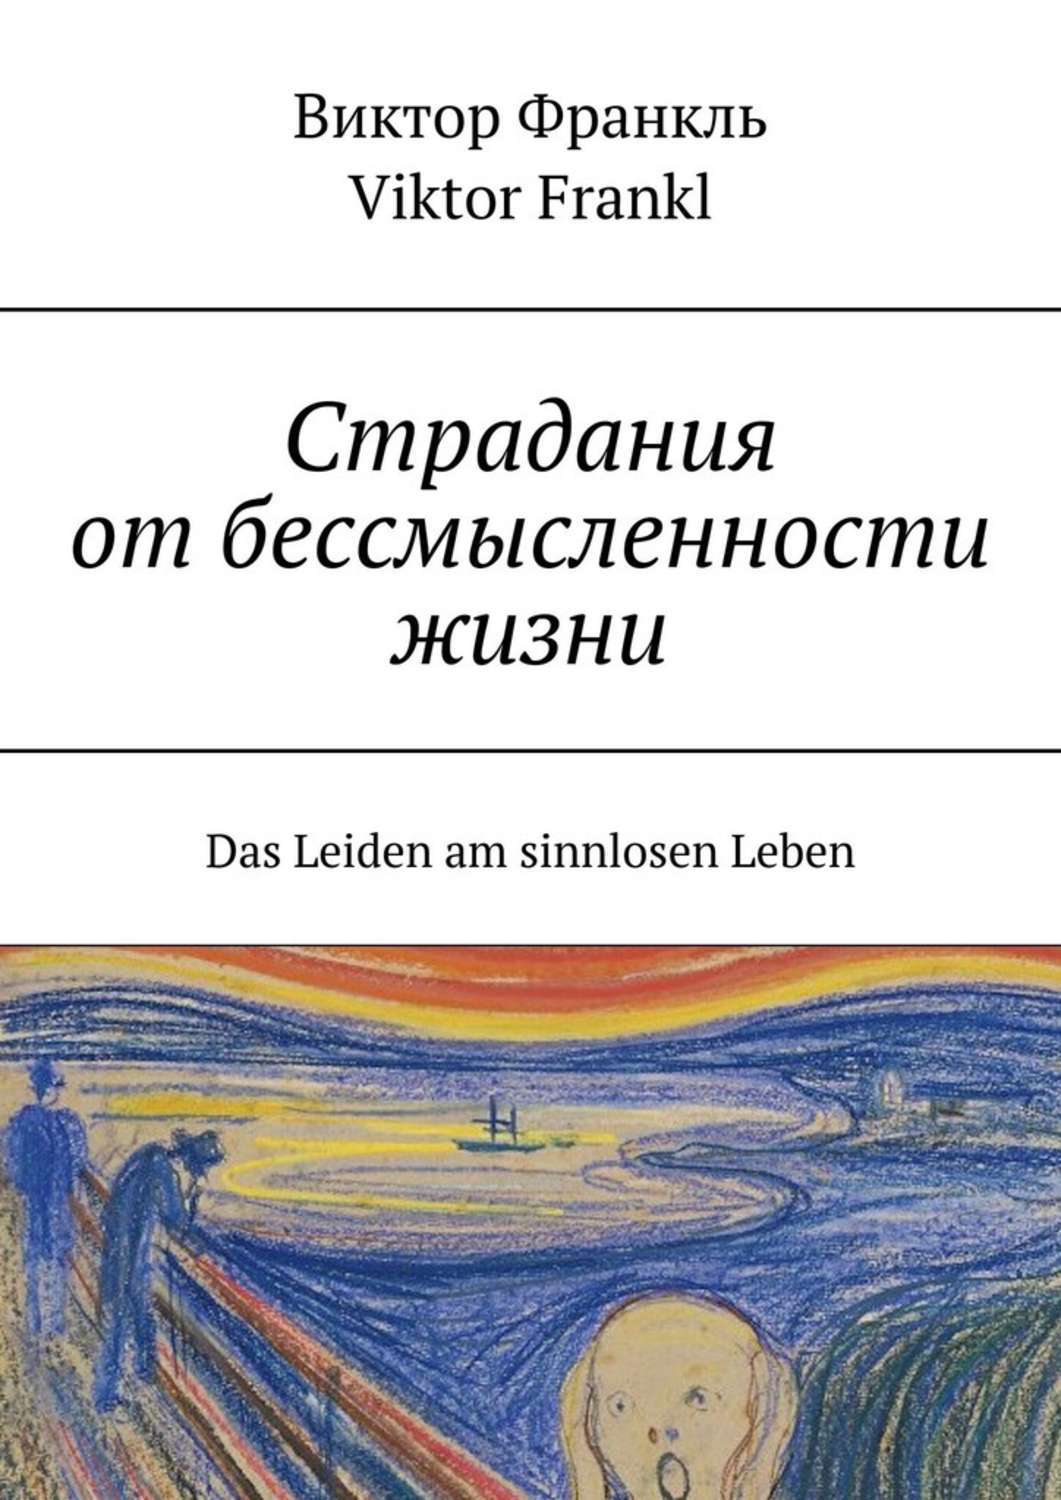 Виктор Франкль
Viktor Frankl
Страдания
от бессмысленности
жизни
Das Leiden am sinnlosen Leben